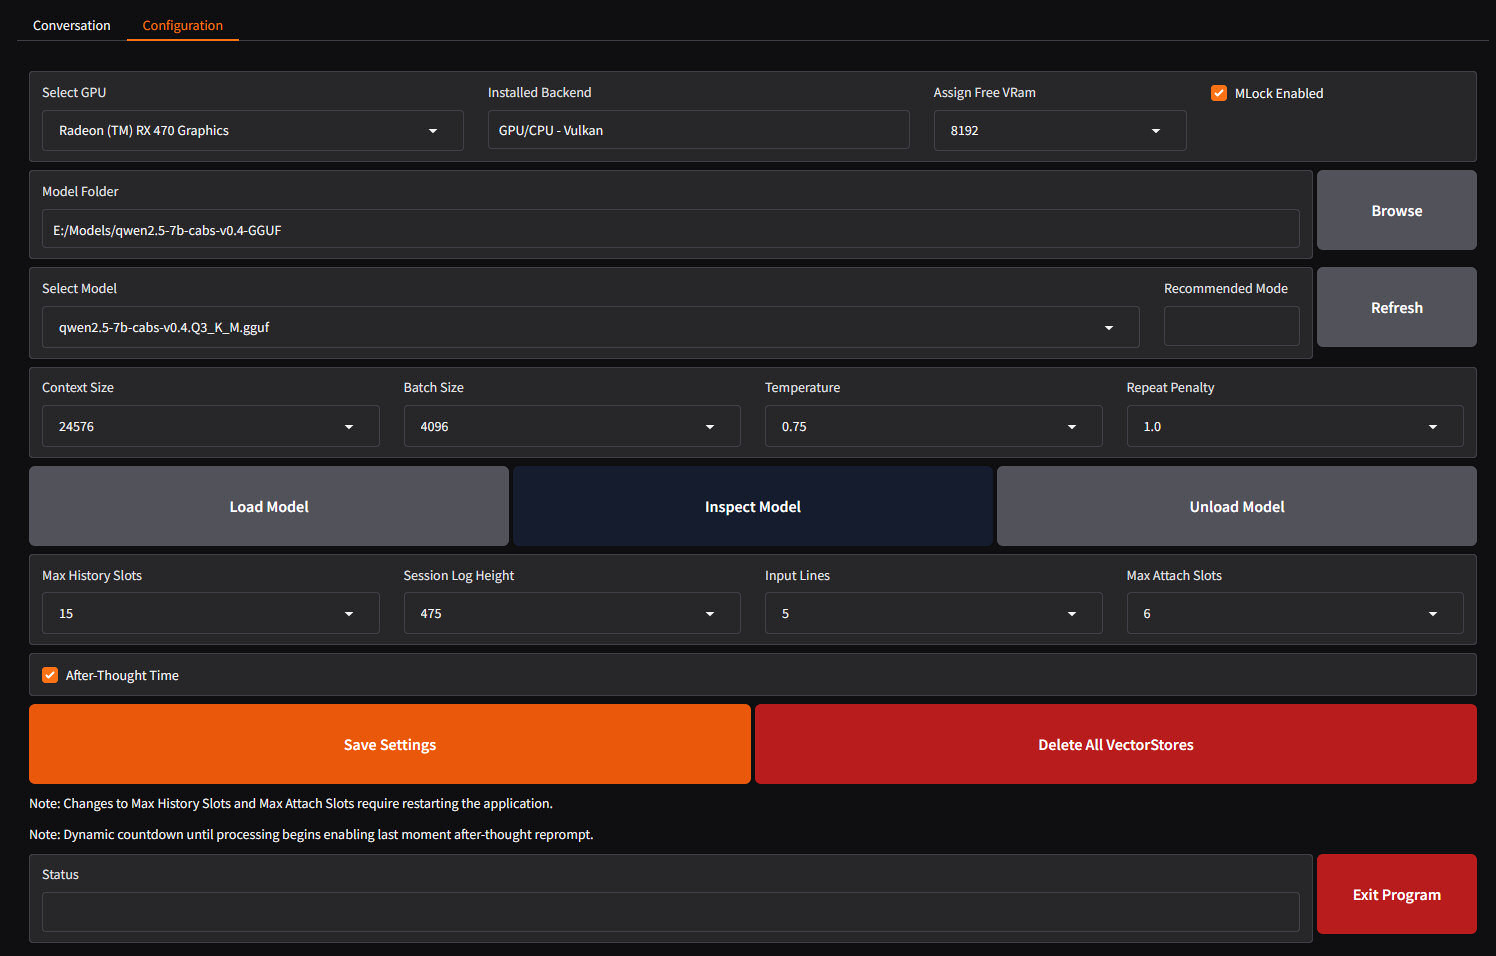 Conversation Configuration
Select GPU Installed Backend Assign Free VRam MLock Enabled
Radeon (TM) RX 470 Graphics GPU/CPU - Vulkan 8192
Model Folder
E:/Models/qwen2.5-7b-cabs-v0.4-GGUF
Browse
Select Model Recommended Mode
qwen2.5-7b-cabs-v0.4.Q3_K_M.gguf
Refresh
Context Size Batch Size Temperature Repeat Penalty
24576 4096 0.75 1.0
Load Model Inspect Model Unload Model
Max History Slots Session Log Height Input Lines Max Attach Slots
15 475 5 6
After-Thought Time
Save Settings Delete All VectorStores
Note: Changes to Max History Slots and Max Attach Slots require restarting the application.
Note: Dynamic countdown until processing begins enabling last moment after-thought reprompt.
Status
Exit Program